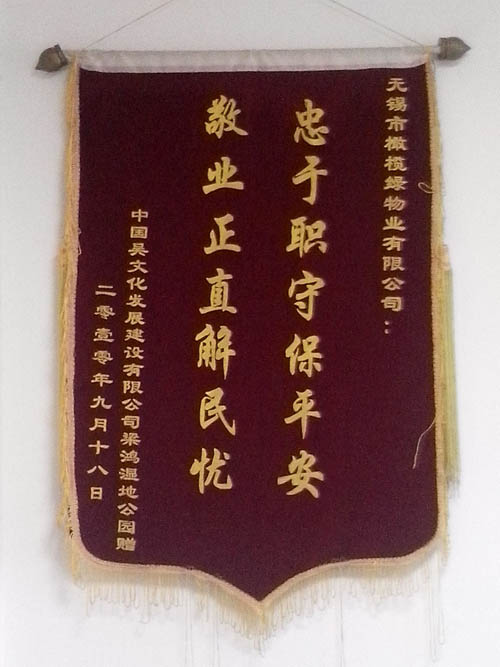 无锡市橄榄绿物业有限公司：
忠于职守保平安
敬业正直解民忧
中国吴文化发展建设有限公司梁鸿湿地公园赠
二零壹零年九月十八日